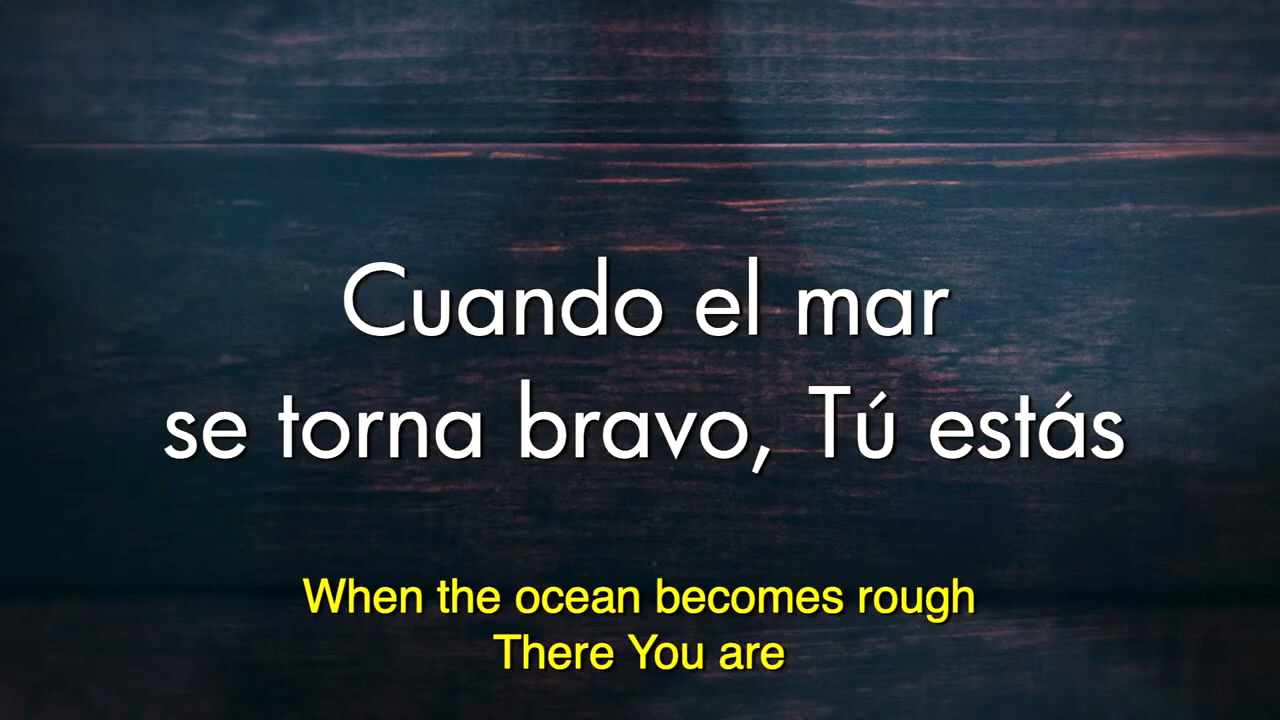 Cuando el mar
se torna bravo, Tú estás
When the ocean becomes rough
There You are